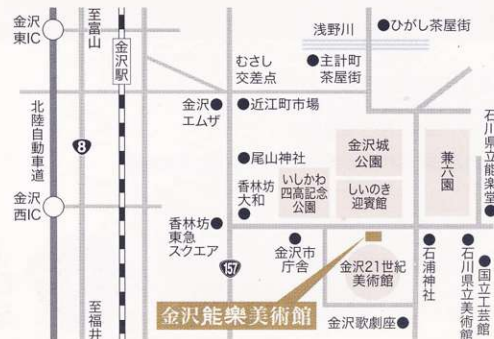 金沢
東IC
至富山
金沢駅
浅野川
ひがし茶屋街
むさし
交差点
主計町
茶屋街
北陸自動車道
8
金沢
エムザ
近江町市場
尾山神社
金沢城
公園
兼六園
石川県立能楽堂
いしかわ
四高記念
公園
しいのき
迎賓館
香林坊
大和
金沢
西IC
香林坊
東急
スクエア
157
金沢市
庁舎
金沢21世紀
美術館
石浦神社
石川県立美術館
国立工芸館
至福井
金沢能樂美術館
金沢歌劇座